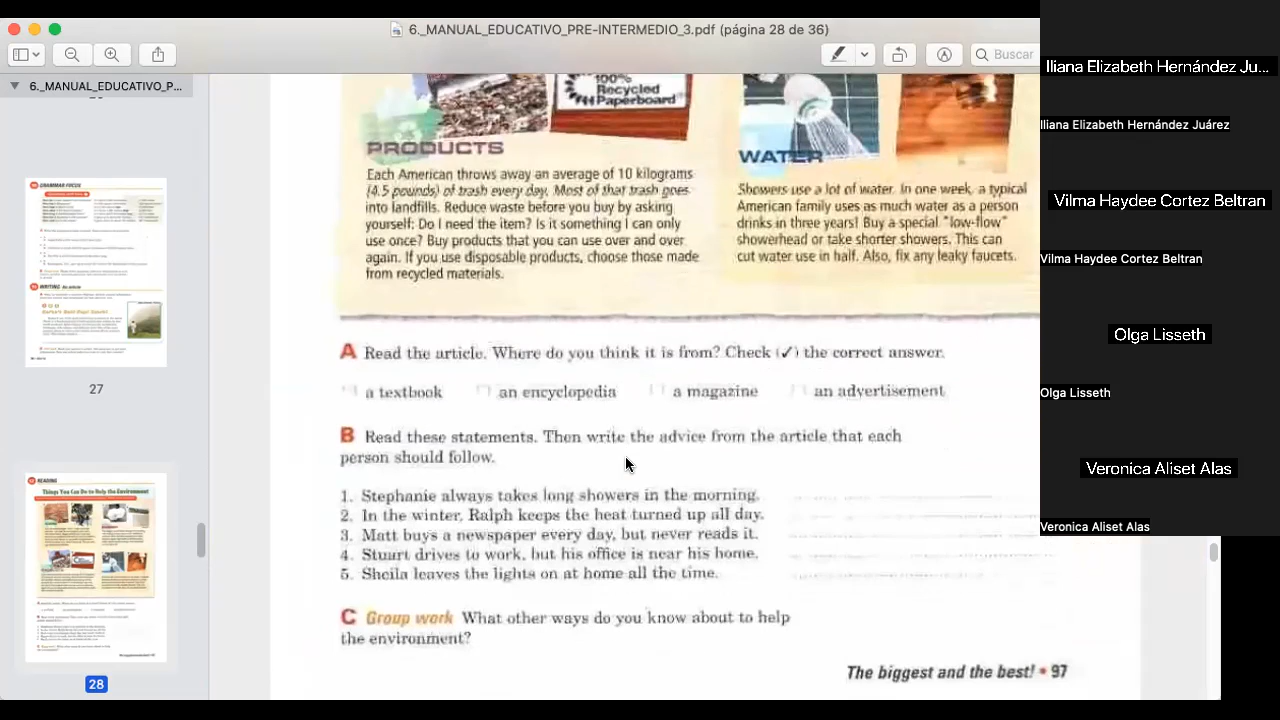 6._MANUAL_EDUCATIVO_PRE-INTERMEDIO_3.pdf (página 28 de 36)
Buscar
6._MANUAL_EDUCATIVO_P...
GRAMMAR FOCUS
WRITING
27
READING
Things You Can Do to Help the Environment
28
100%
Recycled
Paperboard
PRODUCTS
Each American throws away an average of 10 kilograms
(4.5 pounds) of trash every day. Most of that trash goes
into landfills. Reduce waste before you buy by asking
yourself: Do I need the item? Is it something I can only
use once? Buy products that you can use over and over
again. If you use disposable products, choose those made
from recycled materials.
WATER
Showers use a lot of water. In one week, a typical
American family uses as much water as a person
drinks in three years! Buy a special "low-flow"
showerhead or take shorter showers. This can
cut water use in half. Also, fix any leaky faucets.
A Read the article. Where do you think it is from? Check (✓) the correct answer.
a textbook an encyclopedia a magazine an advertisement
B Read these statements. Then write the advice from the article that each
person should follow.
1. Stephanie always takes long showers in the morning.
2. In the winter, Ralph keeps the heat turned up all day.
3. Matt buys a newspaper every day, but never reads it.
4. Stuart drives to work, but his office is near his home.
5. Sheila leaves the lights on at home all the time.
C Group work What other ways do you know about to help
the environment?
The biggest and the best! • 97
Iliana Elizabeth Hernández Ju...
Iliana Elizabeth Hernández Juárez
Vilma Haydee Cortez Beltran
Vilma Haydee Cortez Beltran
Olga Lisseth
Olga Lisseth
Veronica Aliset Alas
Veronica Aliset Alas